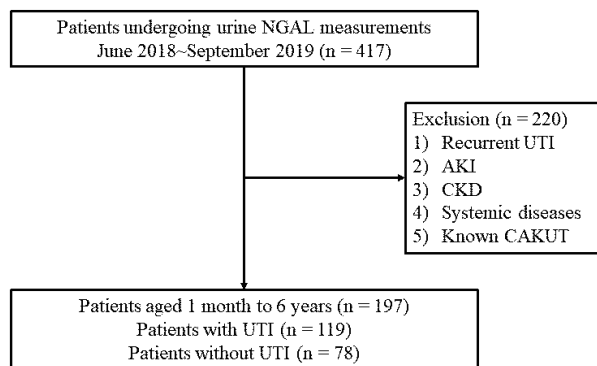 Patients undergoing urine NGAL measurements
June 2018~September 2019 (n = 417)
Exclusion (n = 220)
1) Recurrent UTI
2) AKI
3) CKD
4) Systemic diseases
5) Known CAKUT
Patients aged 1 month to 6 years (n = 197)
Patients with UTI (n = 119)
Patients without UTI (n = 78)